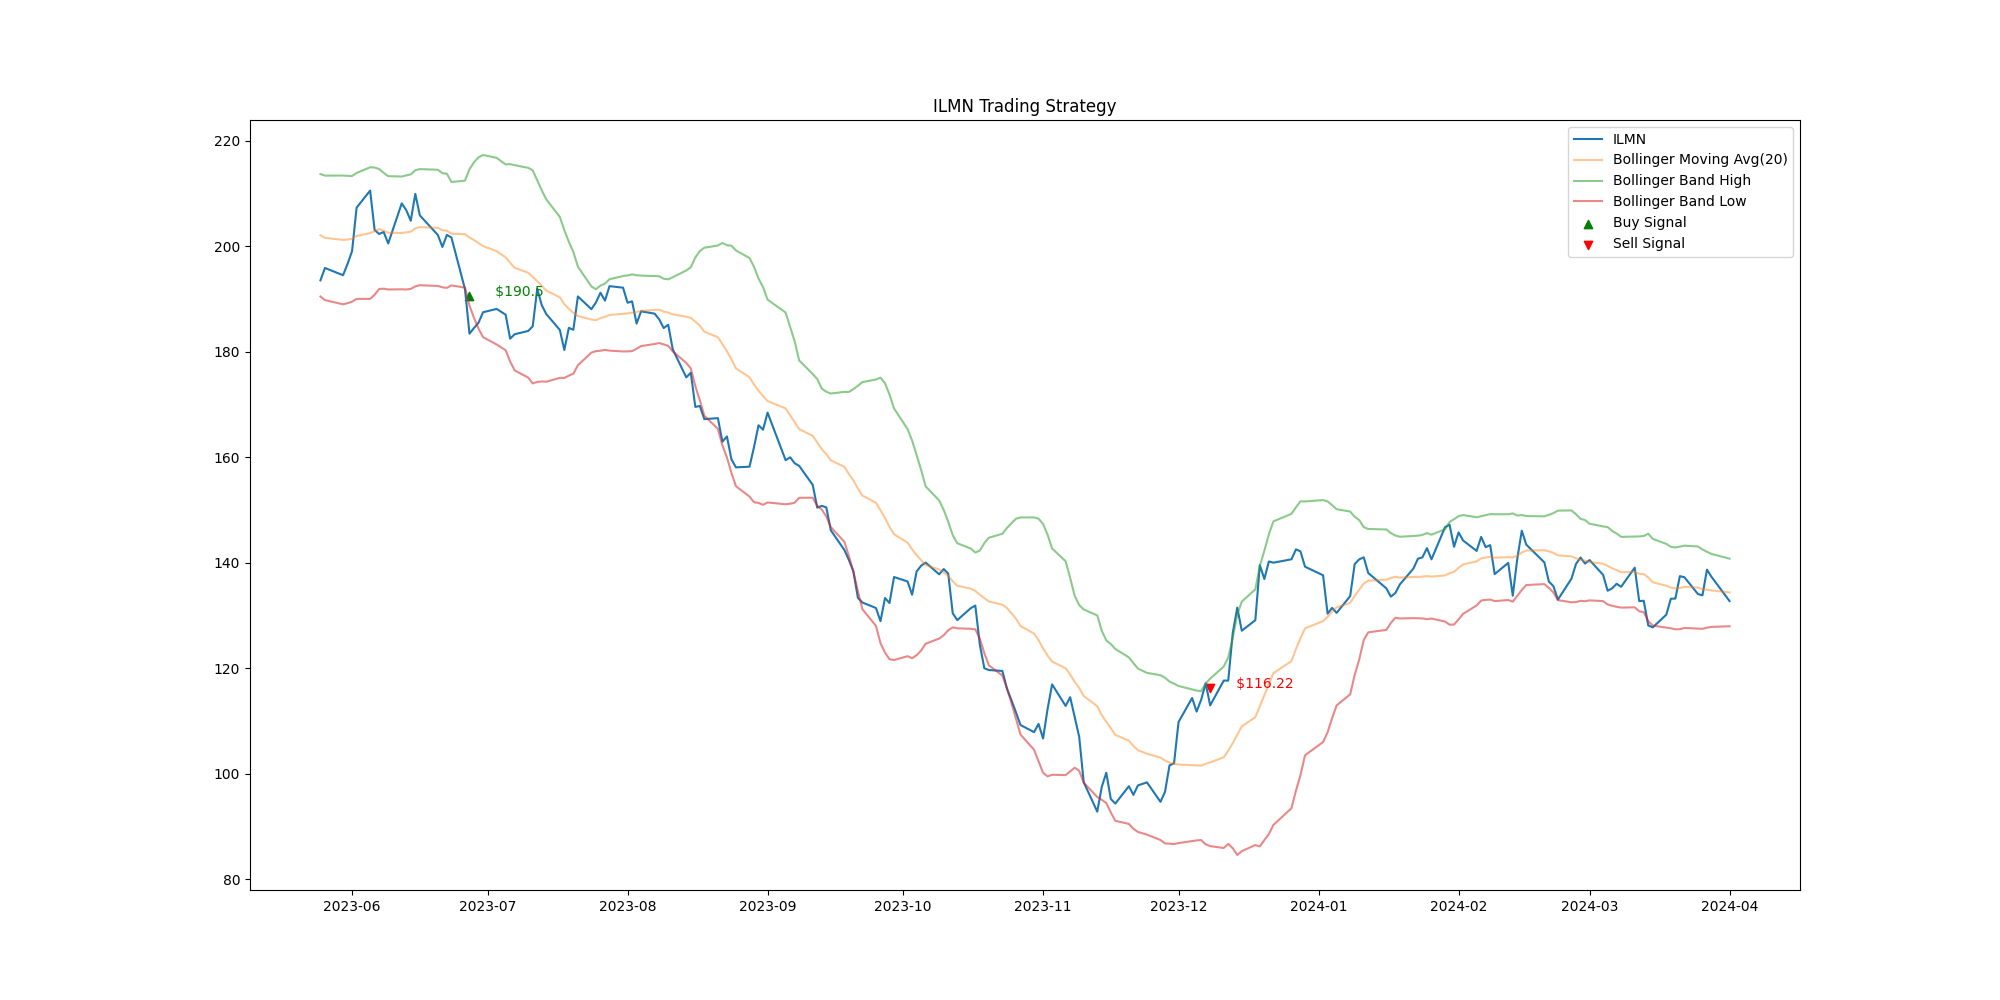 ILMN Trading Strategy
220
200
180
160
140
120
100
80
ILMN
Bollinger Moving Avg(20)
Bollinger Band High
Bollinger Band Low
Buy Signal
Sell Signal
$190.5
$116.22
2023-06 2023-07 2023-08 2023-09 2023-10 2023-11 2023-12 2024-01 2024-02 2024-03 2024-04